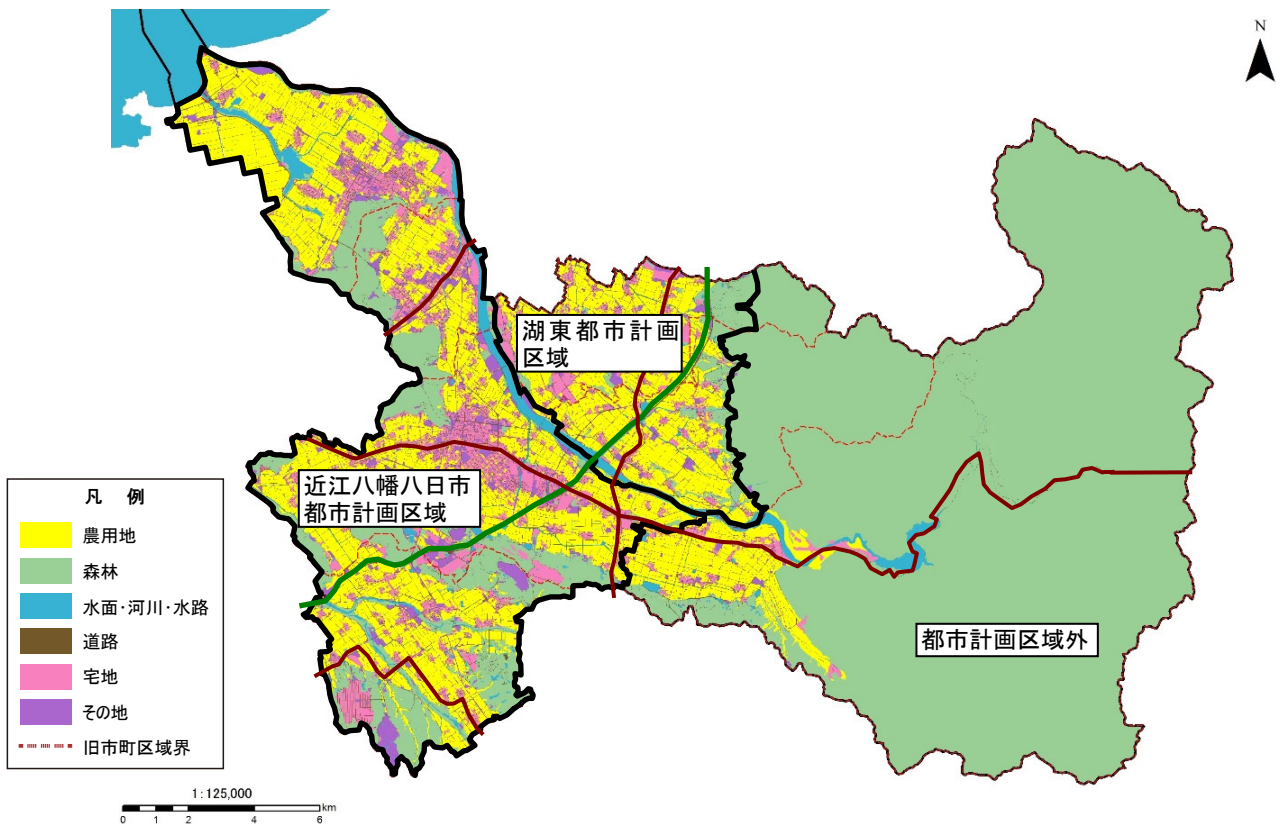 N
湖東都市計画
区域
近江八幡八日市
都市計画区域
都市計画区域外
凡 例
農用地
森林
水面・河川・水路
道路
宅地
その地
旧市町区域界
1:125,000
km
0 1 2 4 6